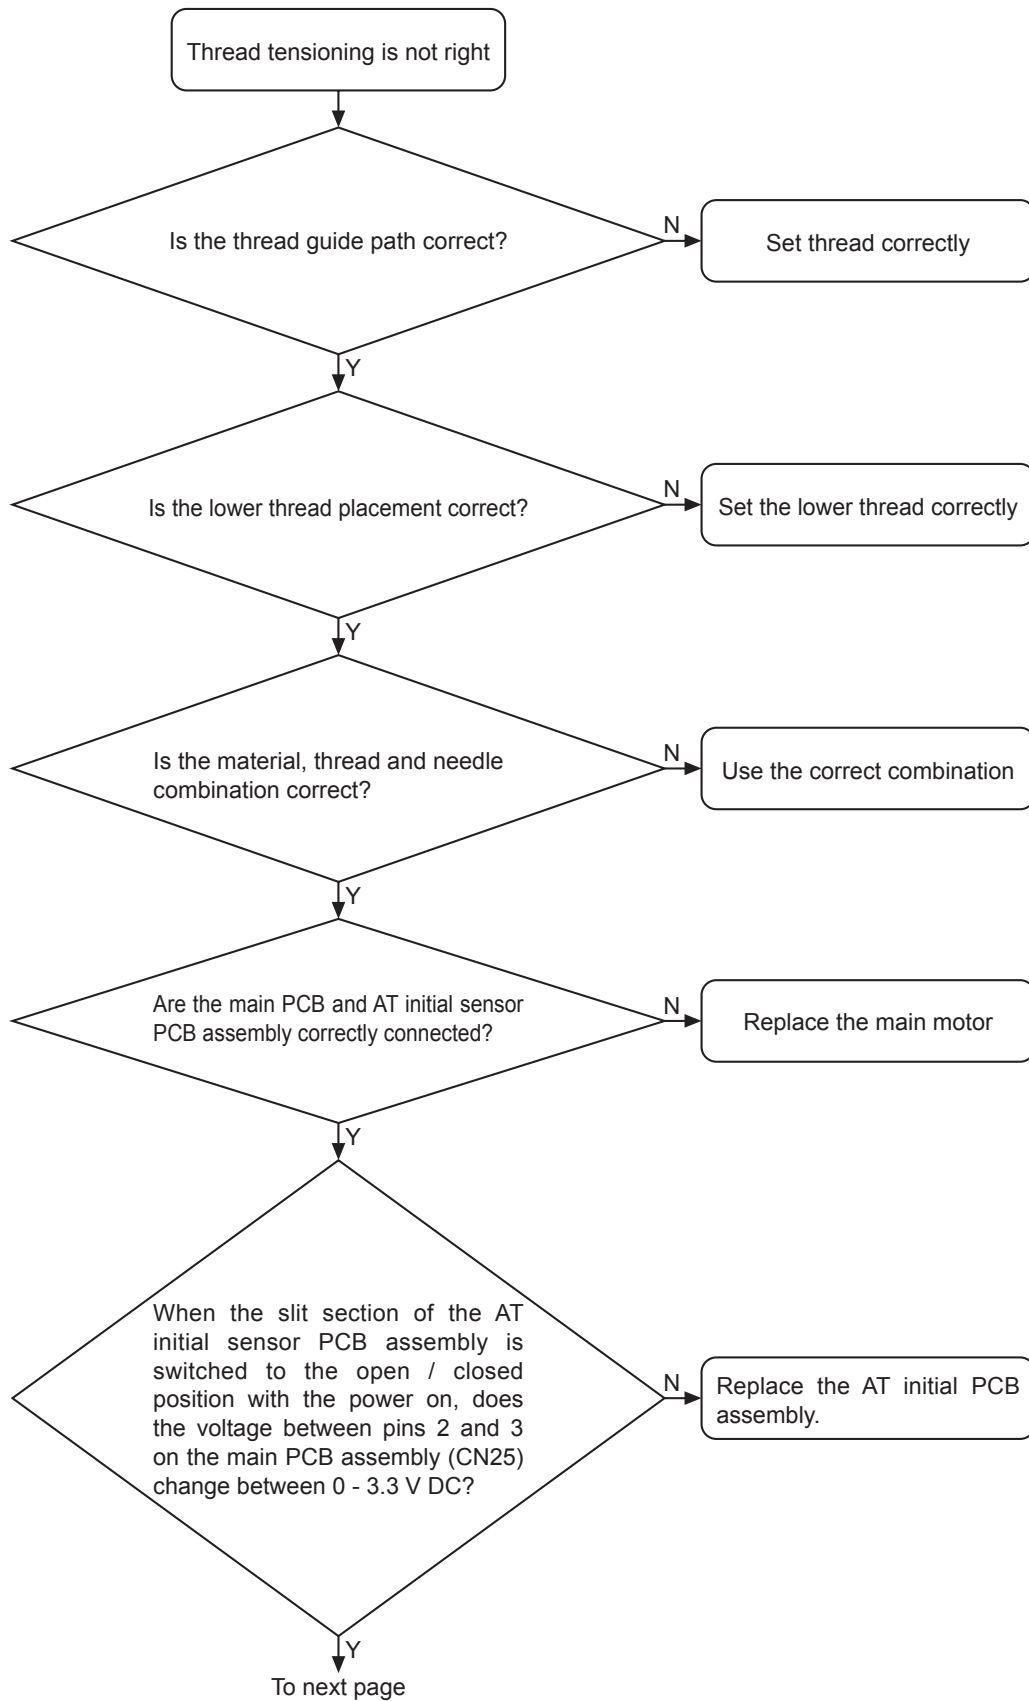 Thread tensioning is not right
Is the thread guide path correct?
N
Set thread correctly
Y
Is the lower thread placement correct?
N
Set the lower thread correctly
Y
Is the material, thread and needle
combination correct?
N
Use the correct combination
Y
Are the main PCB and AT initial sensor
PCB assembly correctly connected?
N
Replace the main motor
Y
When the slit section of the AT
initial sensor PCB assembly is
switched to the open / closed
position with the power on, does
the voltage between pins 2 and 3
on the main PCB assembly (CN25)
change between 0 - 3.3 V DC?
N
Replace the AT initial PCB
assembly.
Y
To next page